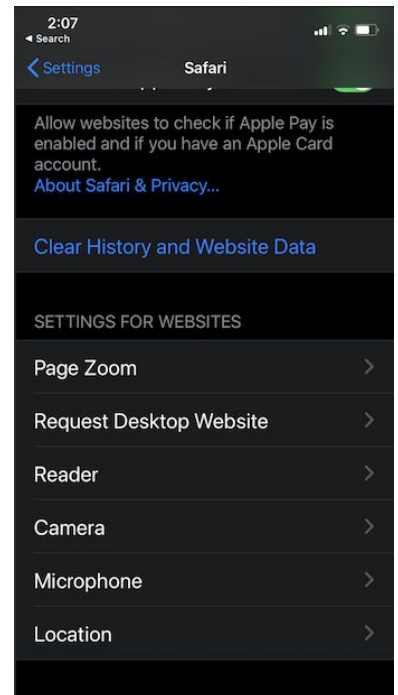 2:07
◀ Search
Settings
Safari
Allow websites to check if Apple Pay is
enabled and if you have an Apple Card
account.
About Safari & Privacy...
Clear History and Website Data
SETTINGS FOR WEBSITES
Page Zoom
Request Desktop Website
Reader
Camera
Microphone
Location